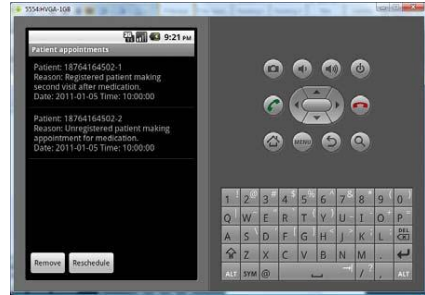 5554:HVGA-1GB
3G 9:21 PM
Patient appointments
Patient: 18764164502-1
Reason: Registered patient making
second visit after medication.
Date: 2011-01-05 Time: 10:00:00
Patient: 18764164502-2
Reason: Unregistered patient making
appointment for medication.
Date: 2011-01-05 Time: 10:00:00
Remove Reschedule
MENU
1 2 @ 3 # 4 $ 5 % 6 ^ 7 & 8 * 9 ( 0 )
Q W E R T Y U I O P
A S D F G H J K L DEL
Z X C V B N M
ALT SYM @ / , ALT